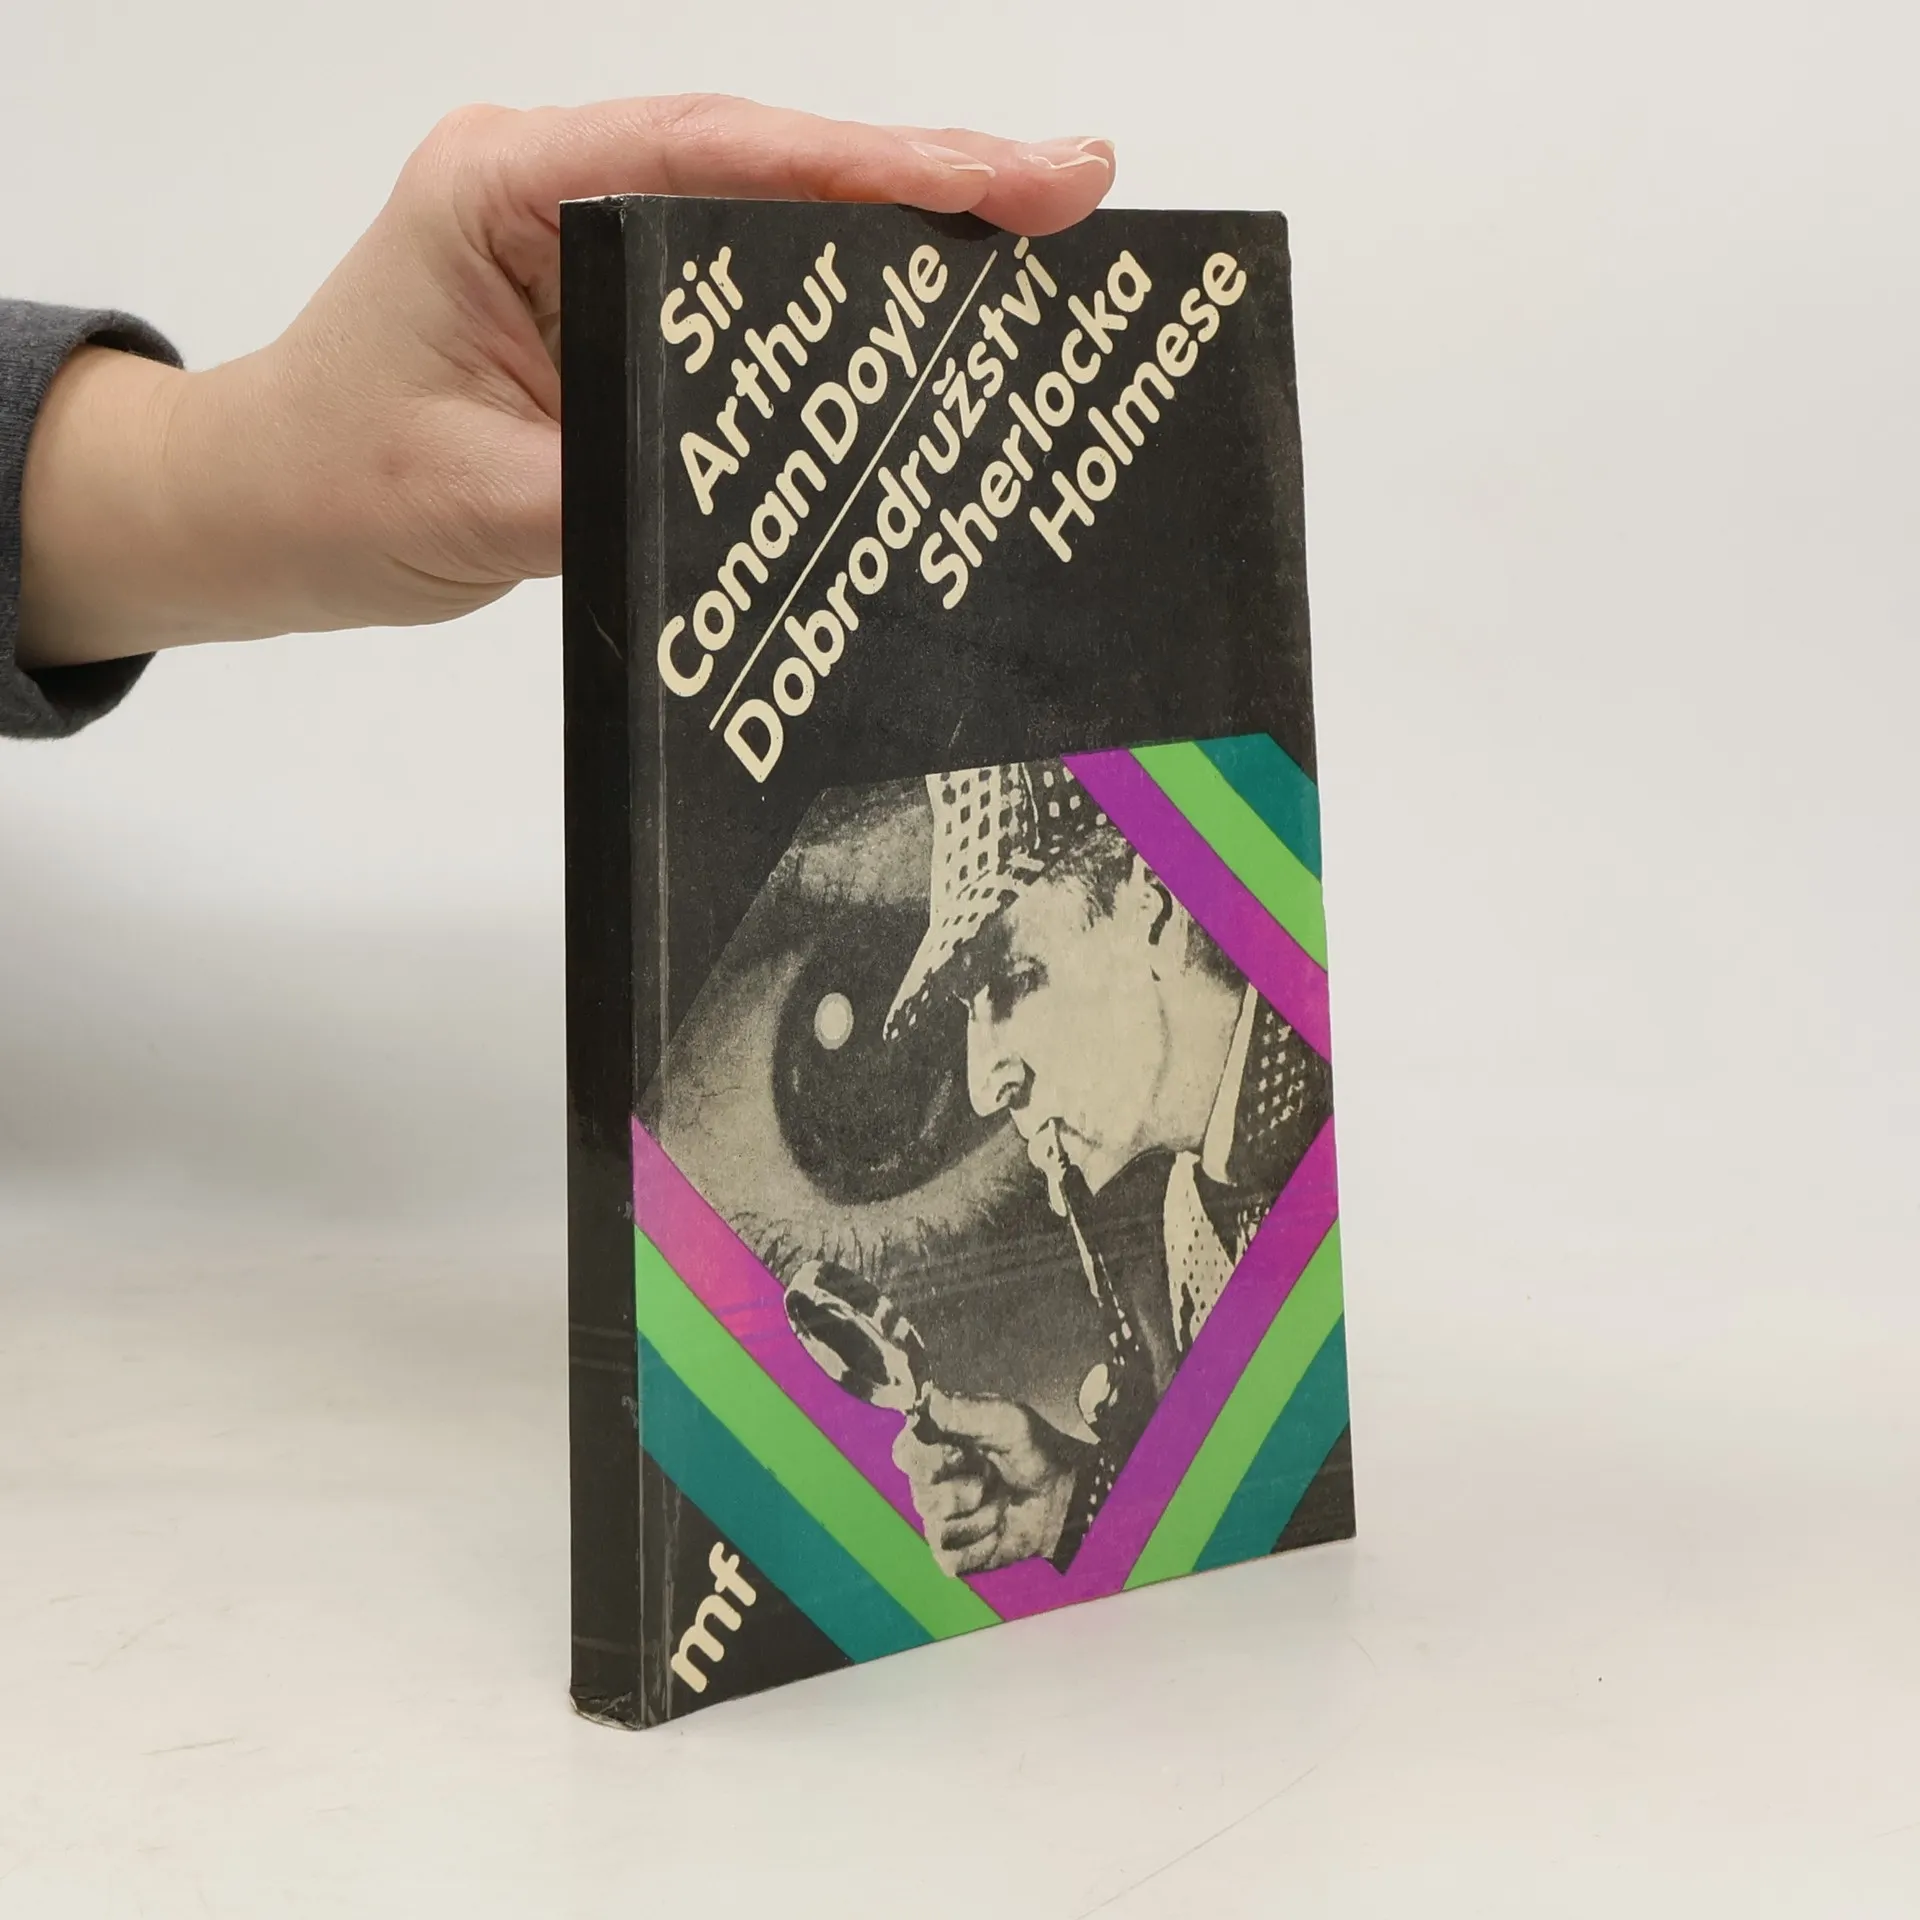 Sir
Arthur
Conan Doyle
Dobrodružství
Sherlocka
Holmese
mf